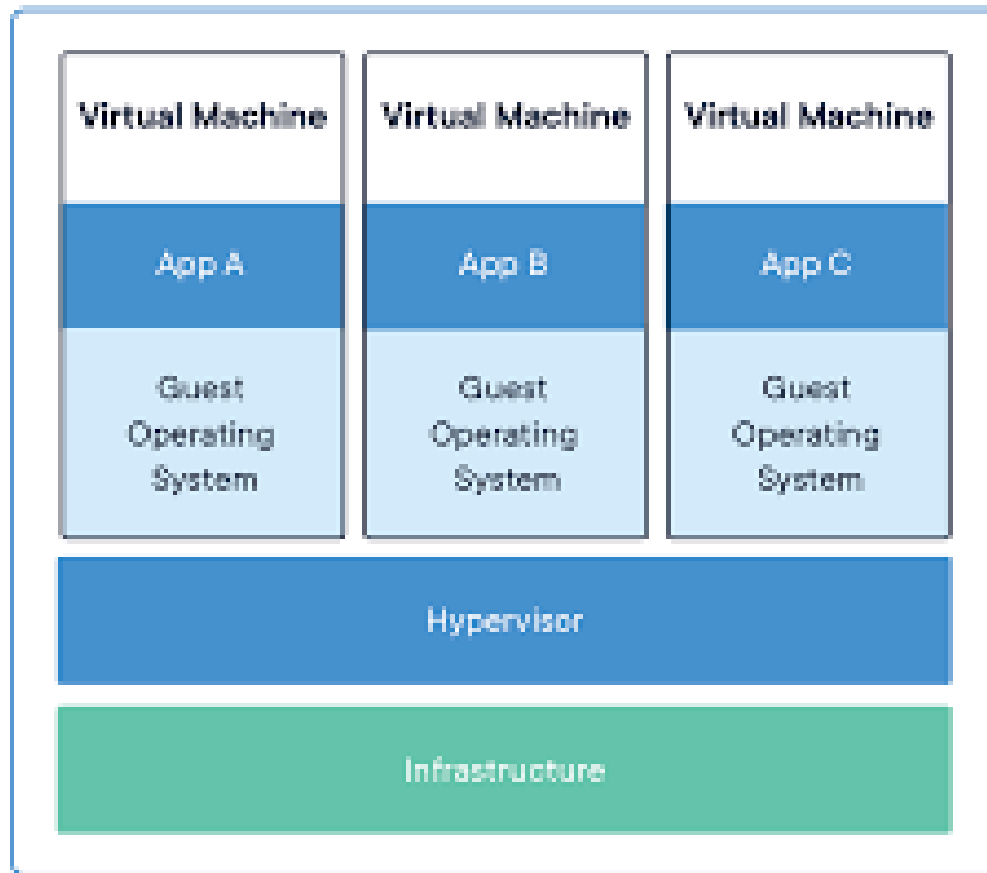 Virtual Machine
Virtual Machine
Virtual Machine
App A
App B
App C
Guest
Operating
System
Guest
Operating
System
Guest
Operating
System
Hypervisor
Infrastructure